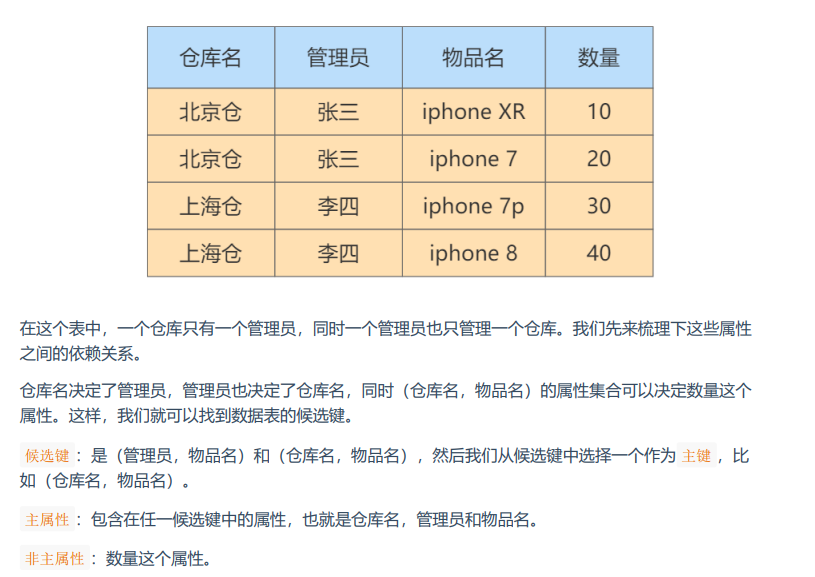 仓库名 管理员 物品名 数量
北京仓 张三 iphone XR 10
北京仓 张三 iphone 7 20
上海仓 李四 iphone 7p 30
上海仓 李四 iphone 8 40
在这个表中，一个仓库只有一个管理员，同时一个管理员也只管理一个仓库。我们先来梳理下这些属性
之间的依赖关系。
仓库名决定了管理员，管理员也决定了仓库名，同时（仓库名，物品名）的属性集合可以决定数量这个
属性。这样，我们就可以找到数据表的候选键。
候选键：是（管理员，物品名）和（仓库名，物品名），然后我们从候选键中选择一个作为主键，比
如（仓库名，物品名）。
主属性：包含在任一候选键中的属性，也就是仓库名，管理员和物品名。
非主属性：数量这个属性。